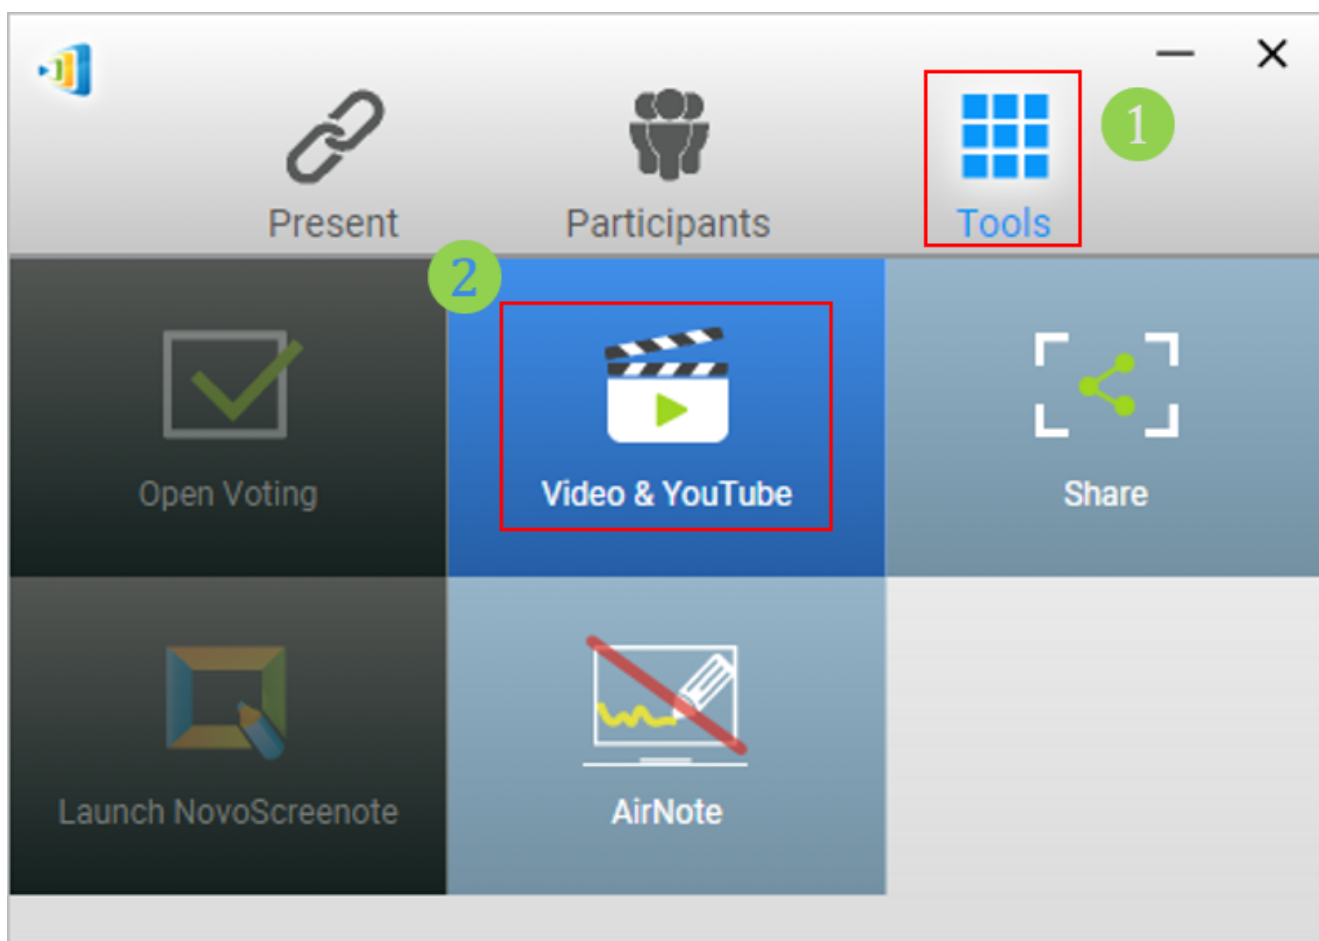 1
Present
Participants
Tools
2
Open Voting
Video & YouTube
Share
Launch NovoScreenote
AirNote